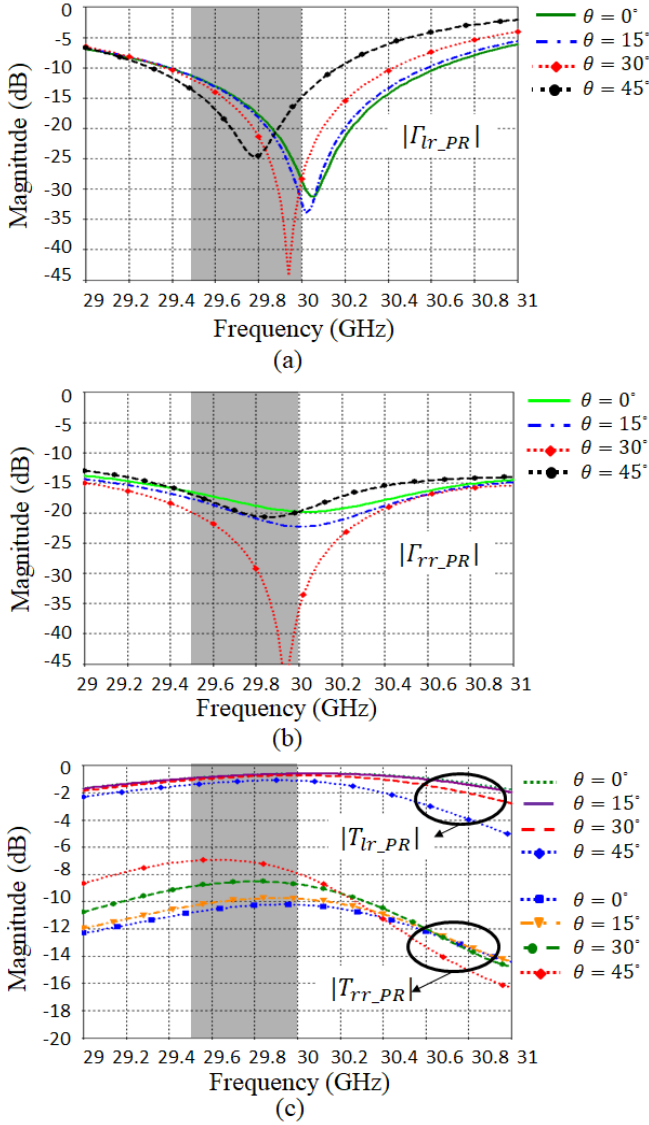 0
-5
-10
-15
-20
-25
-30
-35
-40
-45
Magnitude (dB)
|Γlr_PR|
29 29.2 29.4 29.6 29.8 30 30.2 30.4 30.6 30.8 31
Frequency (GHz)
θ = 0°
θ = 15°
θ = 30°
θ = 45°
(a)
0
-5
-10
-15
-20
-25
-30
-35
-40
-45
Magnitude (dB)
|Γrr_PR|
29 29.2 29.4 29.6 29.8 30 30.2 30.4 30.6 30.8 31
Frequency (GHz)
θ = 0°
θ = 15°
θ = 30°
θ = 45°
(b)
0
-2
-4
-6
-8
-10
-12
-14
-16
-18
-20
Magnitude (dB)
|Tlr_PR|
|Trr_PR|
29 29.2 29.4 29.6 29.8 30 30.2 30.4 30.6 30.8 31
Frequency (GHz)
θ = 0°
θ = 15°
θ = 30°
θ = 45°
θ = 0°
θ = 15°
θ = 30°
θ = 45°
(c)